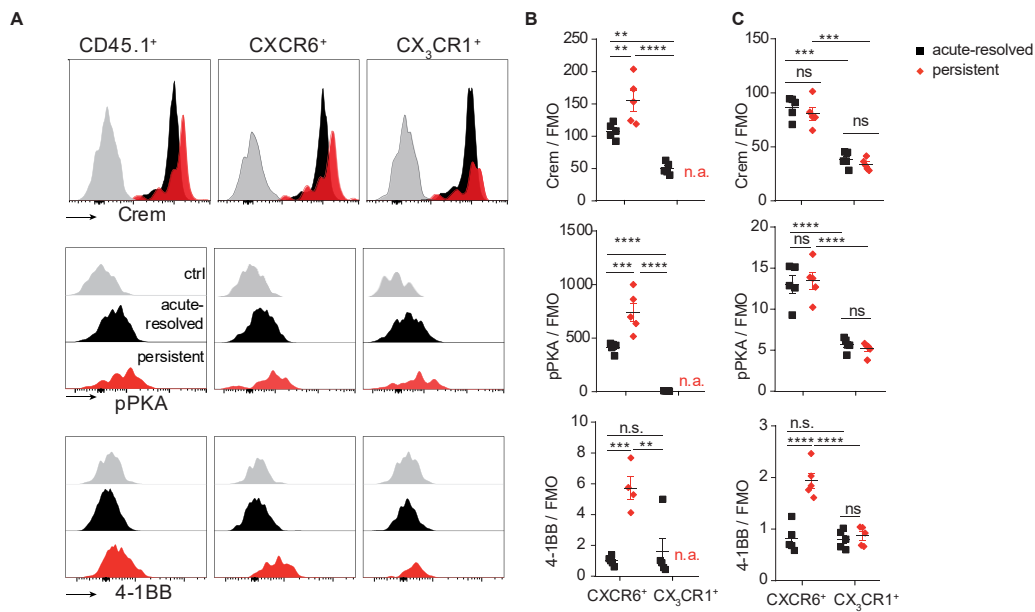 A
CD45.1⁺
CXCR6⁺
CX₃CR1⁺
Crem
ctrl
acute-
resolved
persistent
pPKA
4-1BB
B
Crem / FMO
250
200
150
100
50
0
**
** ****
n.a.
pPKA / FMO
1500
1000
500
0
****
*** ****
n.a.
4-1BB / FMO
10
8
6
4
2
0
n.s.
*** **
n.a.
CXCR6⁺ CX₃CR1⁺
C
Crem / FMO
150
100
50
0
***
***
ns
ns
pPKA / FMO
20
15
10
5
0
****
ns ****
ns
4-1BB / FMO
4
3
2
1
0
n.s.
**** ****
ns
CXCR6⁺ CX₃CR1⁺
acute-resolved
persistent